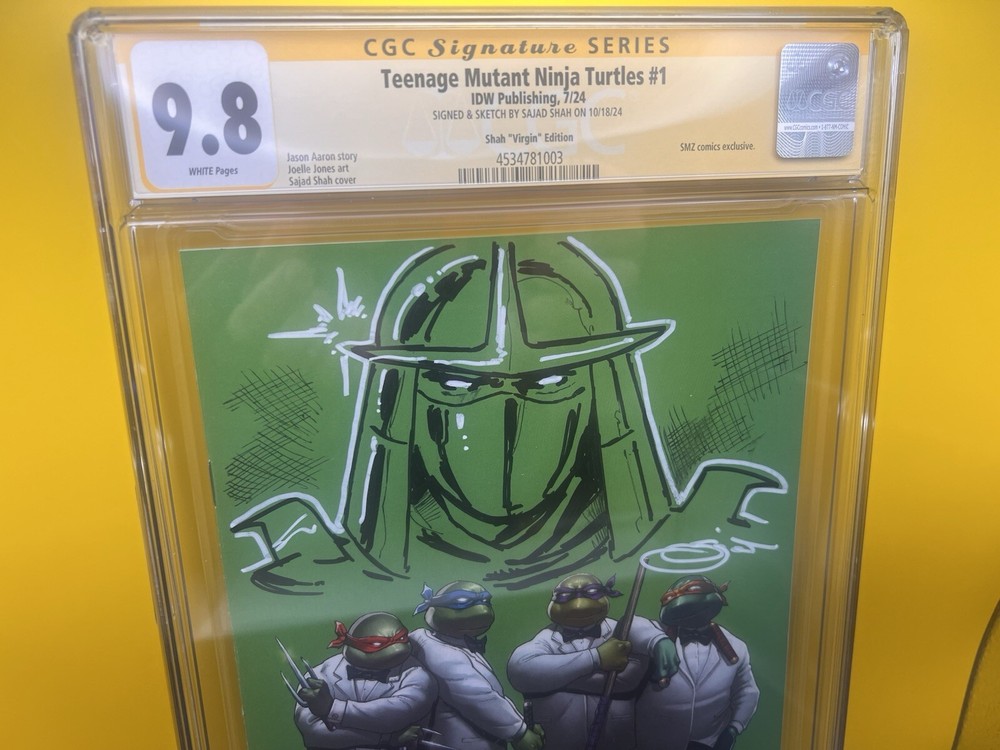 CGC Signature SERIES
9.8
WHITE Pages
Teenage Mutant Ninja Turtles #1
IDW Publishing, 7/24
SIGNED & SKETCH BY SAJAD SHAH ON 10/18/24
Shah "Virgin" Edition
Jason Aaron story
Joelle Jones art
Sajad Shah cover
4534781003
SMZ comics exclusive.
CGC